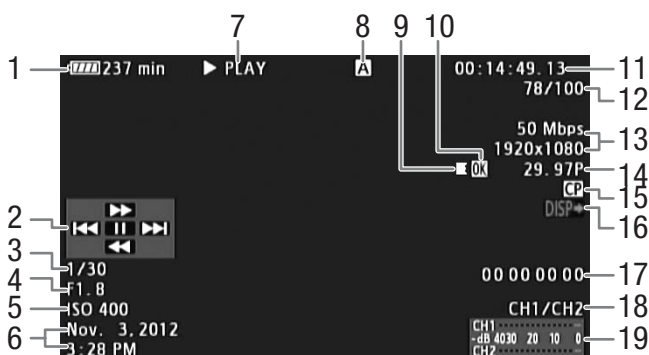 7 8 9 10
1 237 min PLAY A 00:14:49.13 11
78/100 12
50 Mbps 13
1920x1080
OK 29.97P 14
CP 15
DISP 16
2
3 1/30
4 F1.8 00 00 00 00 17
5 ISO 400 CH1/CH2 18
6 Nov. 3,2012
3:28 PM
CH1
-dB 40 30 20 10 0 19
CH2